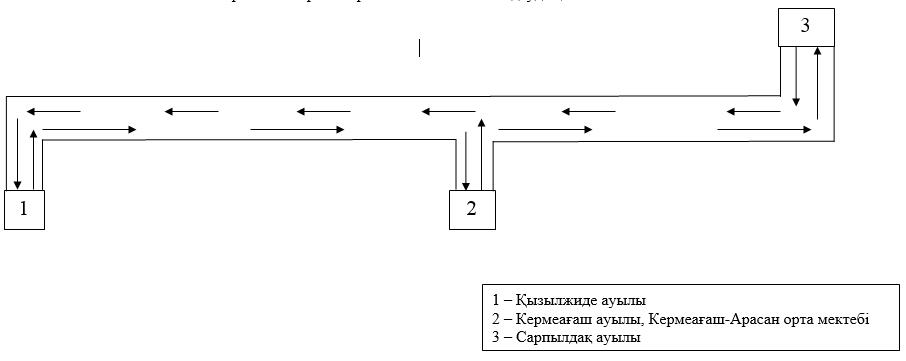 3
1
2
1 – Қызылжиде ауылы
2 – Кермеағаш ауылы, Кермеағаш-Арасан орта мектебі
3 – Сарпылдақ ауылы